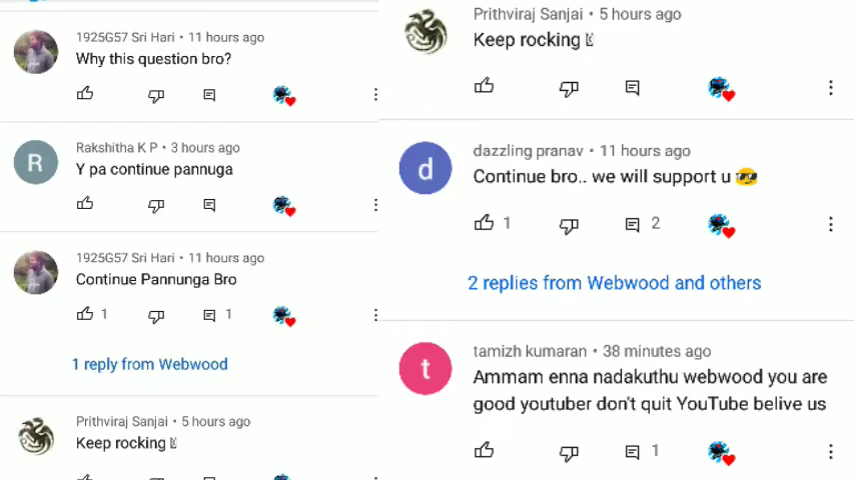 1925G57 Sri Hari • 11 hours ago
Why this question bro?
R
Rakshitha K P • 3 hours ago
Y pa continue pannuga
1925G57 Sri Hari • 11 hours ago
Continue Pannunga Bro
1
1
1 reply from Webwood
Prithviraj Sanjai • 5 hours ago
Keep rocking
Prithviraj Sanjai • 5 hours ago
Keep rocking
d
dazzling pranav • 11 hours ago
Continue bro.. we will support u 😎
1
2
2 replies from Webwood and others
t
tamizh kumaran • 38 minutes ago
Ammam enna nadakuthu webwood you are
good youtuber don't quit YouTube belive us
1